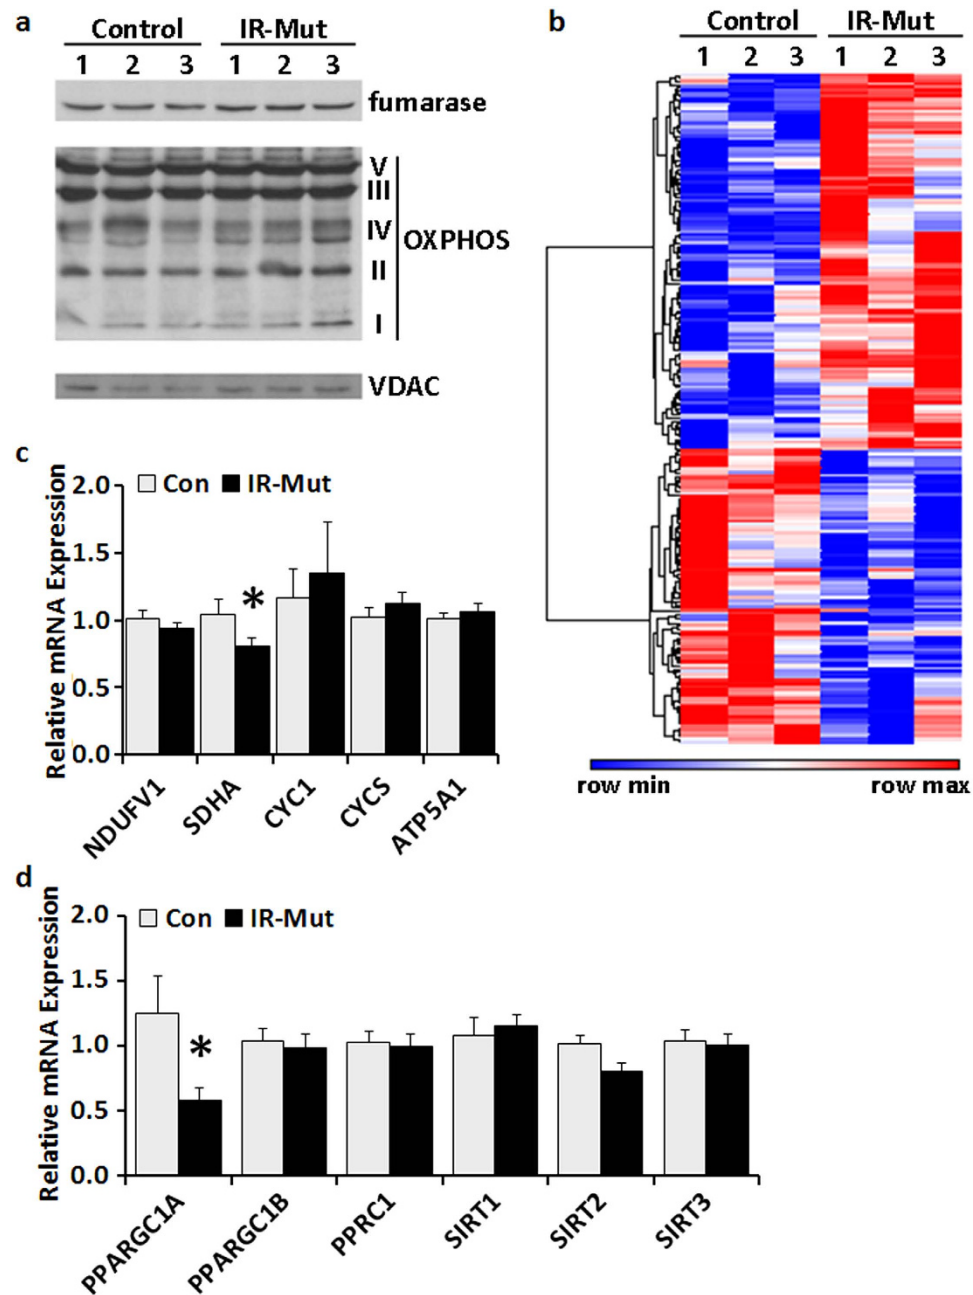 a
Control IR-Mut
1 2 3 1 2 3
fumarase
V
III
IV
II
I
OXPHOS
VDAC
b
Control IR-Mut
1 2 3 1 2 3
row min row max
c
Relative mRNA Expression
Con IR-Mut
2.0
1.5
1.0
0.5
0.0
*
NDUFV1 SDHA CYC1 CYCS ATP5A1
d
Relative mRNA Expression
Con IR-Mut
2.0
1.5
1.0
0.5
0.0
*
PPARGC1A PPARGC1B PPRC1 SIRT1 SIRT2 SIRT3